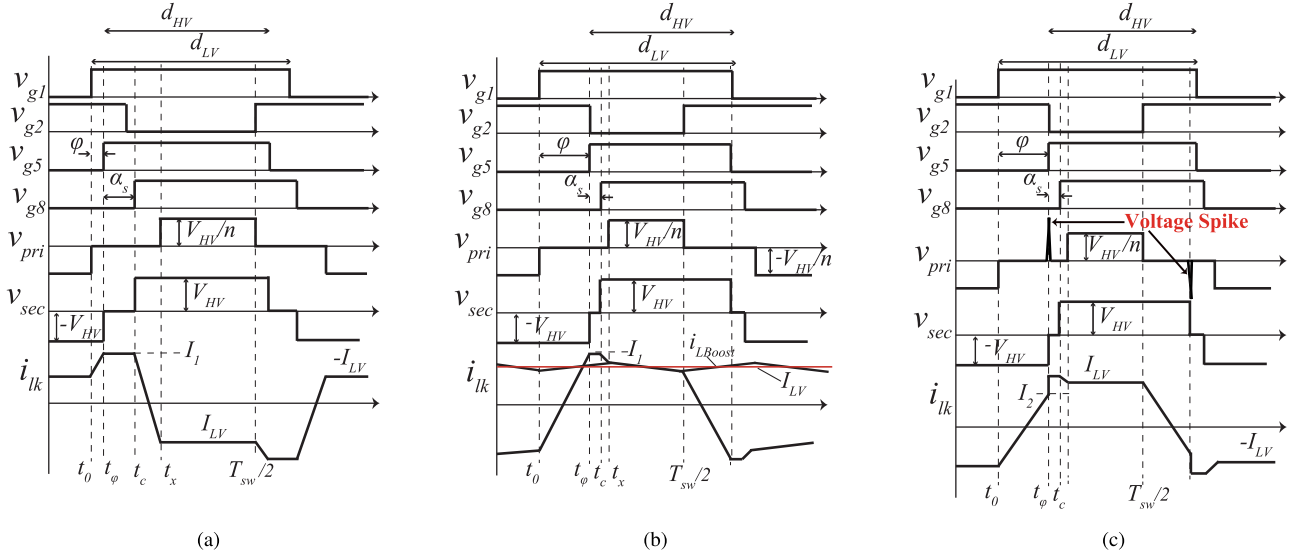 d_HV
d_LV
v_g1
v_g2
v_g5
φ
v_g8
α_s
v_pri
V_HV/n
v_sec
V_HV
-V_HV
i_lk
I_1
-I_LV
I_LV
t_0 t_φ t_c t_x T_sw/2
(a)
d_HV
d_LV
v_g1
v_g2
v_g5
φ
v_g8
α_s
v_pri
V_HV/n
-V_HV/n
v_sec
V_HV
-V_HV
i_lk
-I_1
i_LBoost
I_LV
t_0 t_φ t_c t_x T_sw/2
(b)
d_HV
d_LV
v_g1
v_g2
v_g5
φ
v_g8
α_s
Voltage Spike
v_pri
V_HV/n
v_sec
V_HV
-V_HV
i_lk
I_LV
I_2
-I_LV
t_0 t_φ t_c T_sw/2
(c)